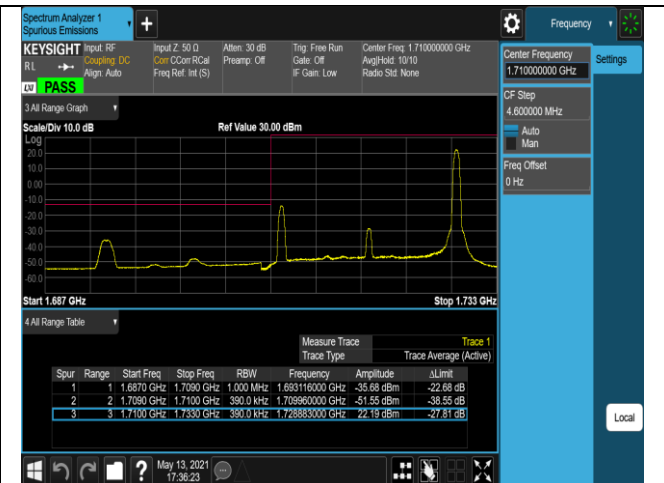 Spectrum Analyzer 1
Spurious Emissions
Frequency
KEYSIGHT Input: RF Input Z: 50 Ω Atten: 30 dB Trig: Free Run Center Freq: 1.710000000 GHz
RL Coupling: DC Corr CCorr RCal Preamp: Off Gate: Off Avg|Hold: 10/10
Align: Auto Freq Ref: Int (S) IF Gain: Low Radio Std: None
LXI PASS
Center Frequency
1.710000000 GHz
Settings
CF Step
4.600000 MHz
Auto
Man
Freq Offset
0 Hz
3 All Range Graph
Scale/Div 10.0 dB Ref Value 30.00 dBm
Log
20.0
10.0
0.00
-10.0
-20.0
-30.0
-40.0
-50.0
-60.0
Start 1.687 GHz Stop 1.733 GHz
4 All Range Table
Measure Trace Trace 1
Trace Type Trace Average (Active)
Spur Range Start Freq Stop Freq RBW Frequency Amplitude ΔLimit
1 1 1.6870 GHz 1.7090 GHz 1.000 MHz 1.693116000 GHz -35.68 dBm -22.68 dB
2 2 1.7090 GHz 1.7100 GHz 390.0 kHz 1.709960000 GHz -51.55 dBm -38.55 dB
3 3 1.7100 GHz 1.7330 GHz 390.0 kHz 1.728883000 GHz 22.19 dBm -27.81 dB
Local
? May 13, 2021
17:36:23